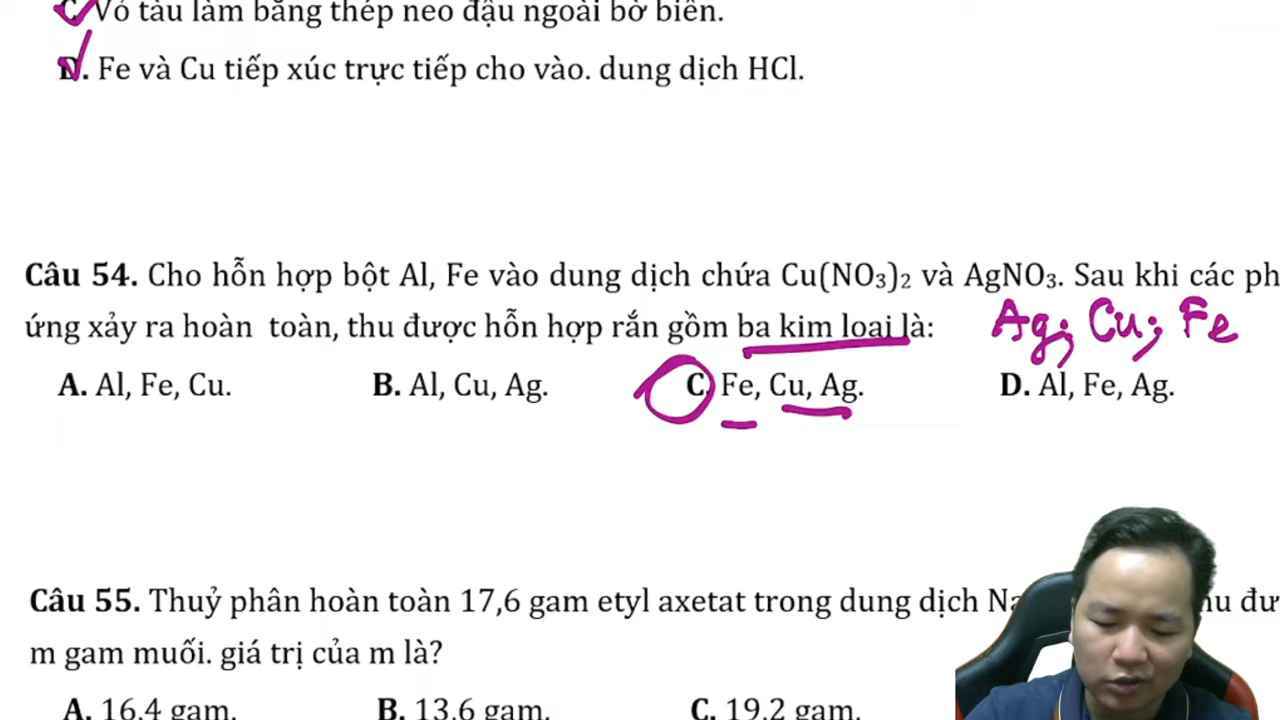 C. Vỏ tàu làm bằng thép neo đậu ngoài bờ biển.
D. Fe và Cu tiếp xúc trực tiếp cho vào. dung dịch HCl.
Câu 54. Cho hỗn hợp bột Al, Fe vào dung dịch chứa Cu(NO₃)₂ và AgNO₃. Sau khi các ph
ứng xảy ra hoàn toàn, thu được hỗn hợp rắn gồm ba kim loại là: Ag; Cu; Fe
A. Al, Fe, Cu. B. Al, Cu, Ag. C. Fe, Cu, Ag. D. Al, Fe, Ag.
Câu 55. Thuỷ phân hoàn toàn 17,6 gam etyl axetat trong dung dịch
m gam muối. giá trị của m là?
A. 16,4 gam. B. 13,6 gam. C. 19,2 gam.